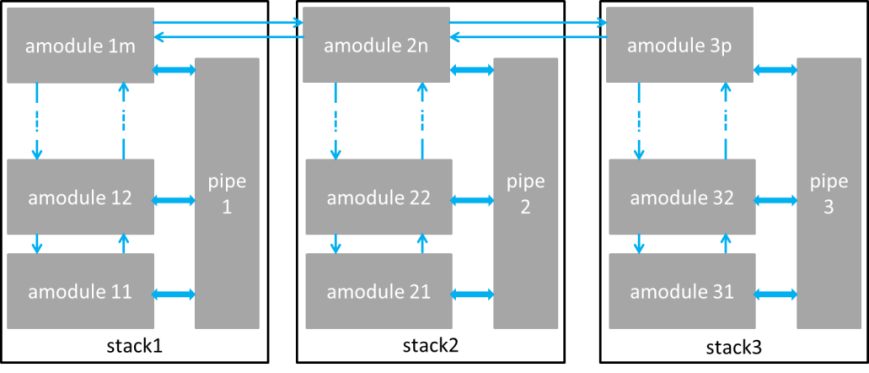 amodule 1m
amodule 12
amodule 11
pipe
1
stack1
amodule 2n
amodule 22
amodule 21
pipe
2
stack2
amodule 3p
amodule 32
amodule 31
pipe
3
stack3